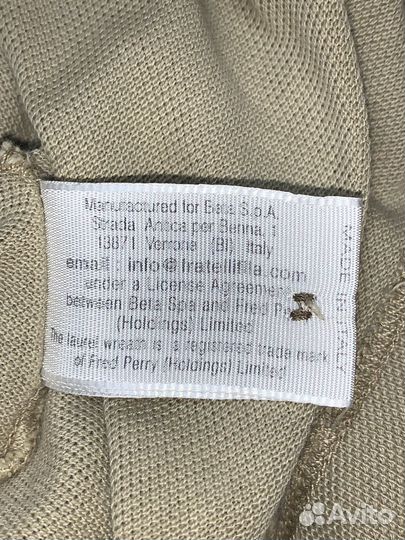 Manufactured for Beta S.p.A.
Strada Antica per Benna, 1
13871 Verrone (BI) Italy
email : info@fratellifila.com
under a License Agreement
between Beta Spa and Fred
(Holdings) Limited
The laurel wreath is a registered trade mark
of Fred Perry (Holdings) Limited
MADE IN ITALY
Avito